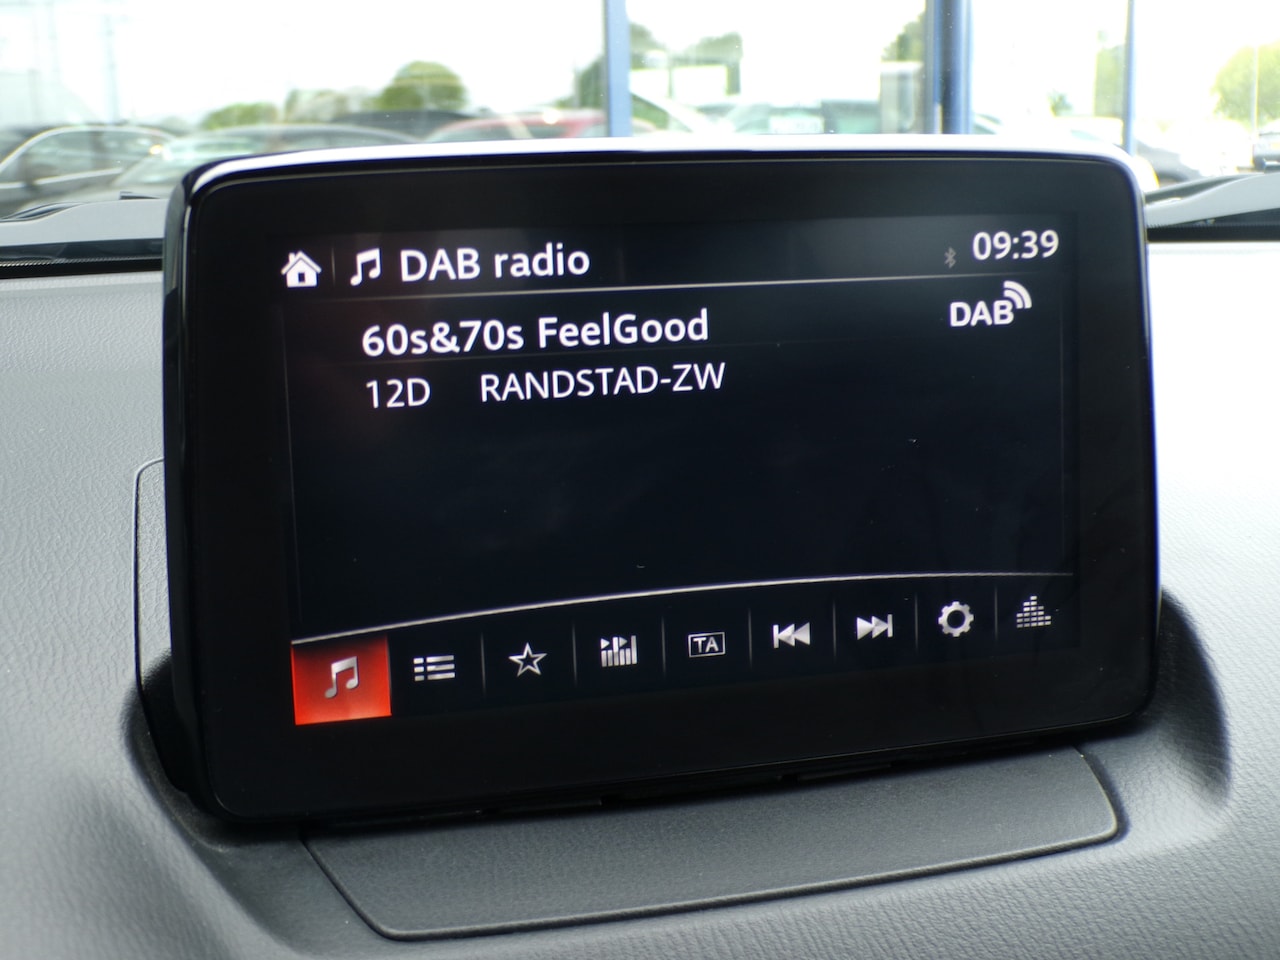 DAB radio
09:39
60s&70s FeelGood
DAB
12D RANDSTAD-ZW
TA